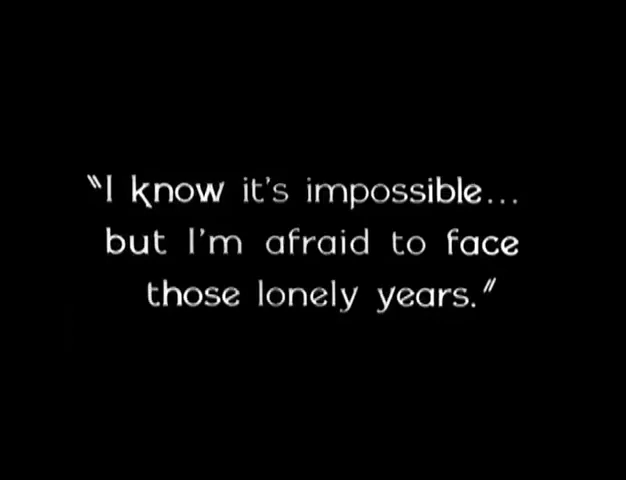 "I know it's impossible...
but I'm afraid to face
those lonely years."